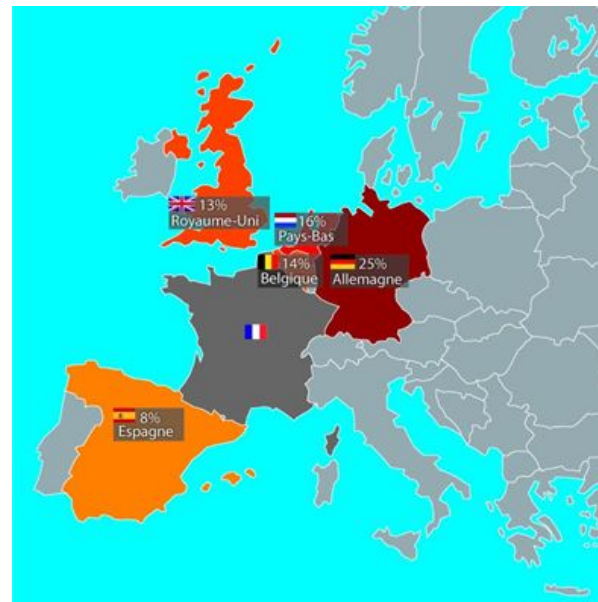 13%
Royaume-Uni
16%
Pays-Bas
14%
Belgique
25%
Allemagne
8%
Espagne